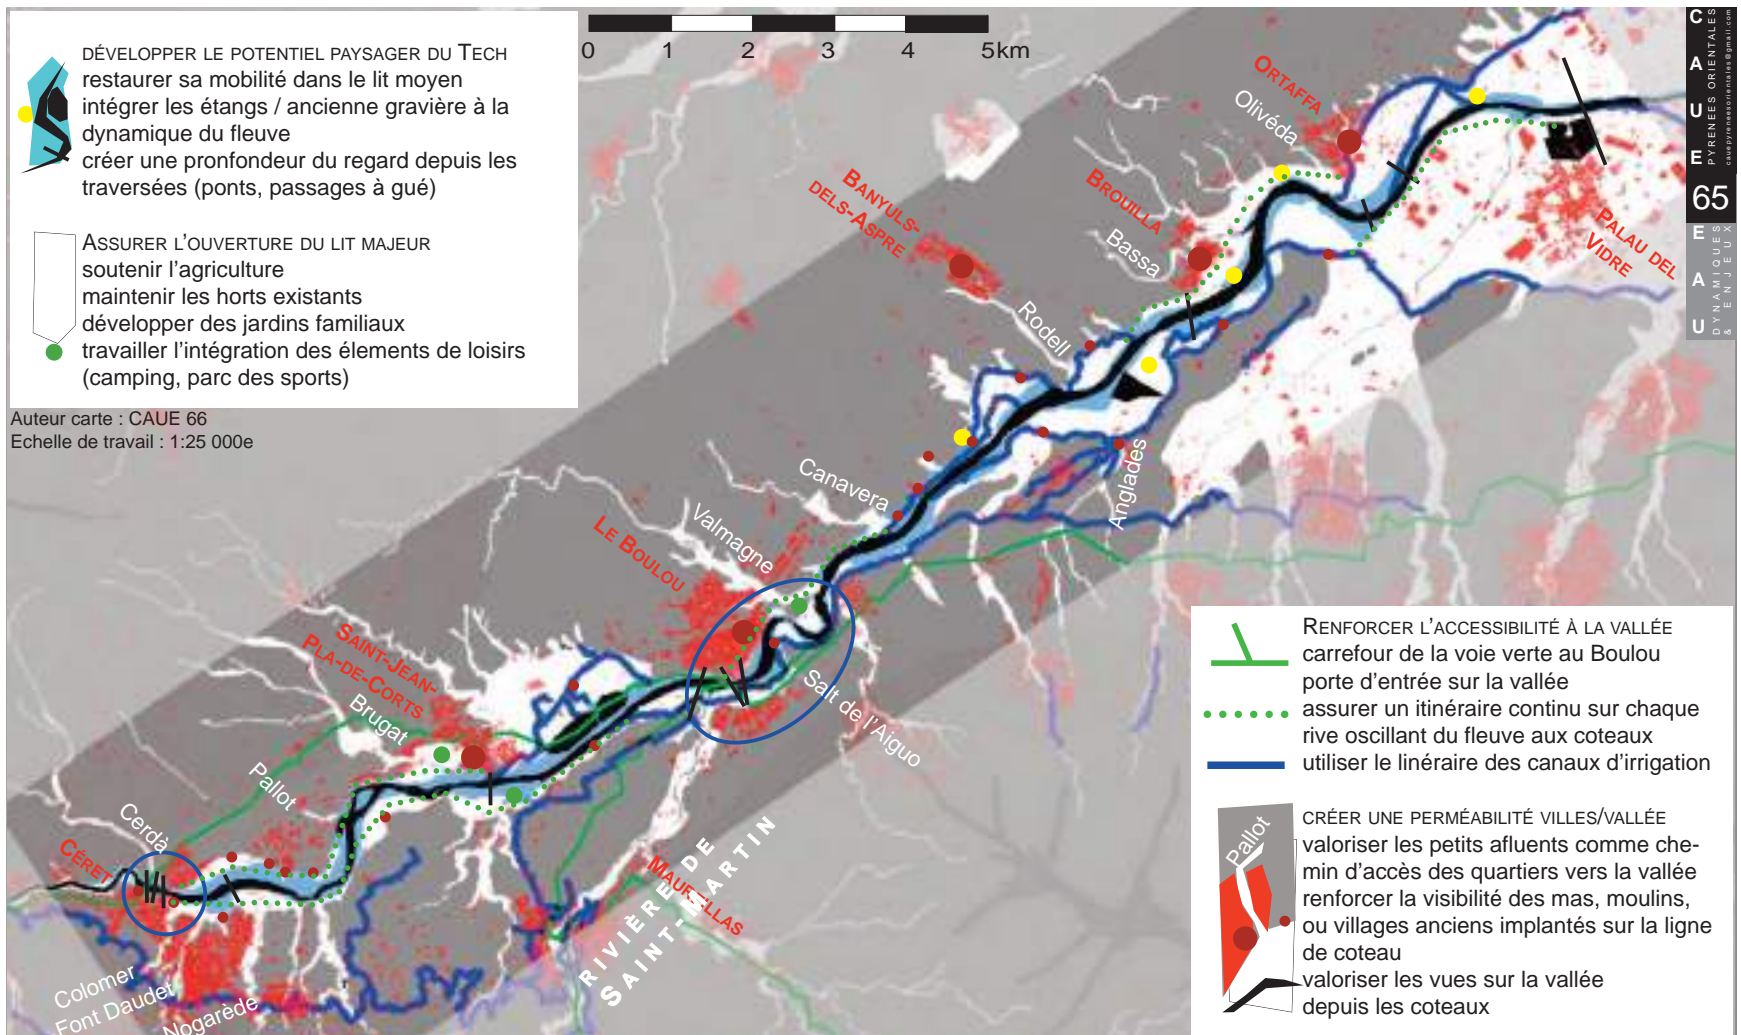 DÉVELOPPER LE POTENTIEL PAYSAGER DU TECH
restaurer sa mobilité dans le lit moyen
intégrer les étangs / ancienne gravière à la
dynamique du fleuve
créer une pronfondeur du regard depuis les
traversées (ponts, passages à gué)
ASSURER L'OUVERTURE DU LIT MAJEUR
soutenir l'agriculture
maintenir les horts existants
développer des jardins familiaux
travailler l'intégration des élements de loisirs
(camping, parc des sports)
Auteur carte : CAUE 66
Echelle de travail : 1:25 000e
0 1 2 3 4 5km
CAUE
PYRENEES ORIENTALES
cauepyreneesorientales@gmail.com
65
EAU
DYNAMIQUES
& ENJEUX
ORTAFFA
Olivéda
BROUILLA
Bassa
BANYULS-
DELS-ASPRE
Rodell
PALAU DEL
VIDRE
Anglades
Canavera
Valmagne
LE BOULOU
Salt de l'Aiguo
SAINT-JEAN-
PLA-DE-CORTS
Brugat
Pallot
Cerdà
CÉRET
MAUREILLAS
RIVIÈRE DE
SAINT-MARTIN
Colomer
Font Daudet
Nogarède
RENFORCER L'ACCESSIBILITÉ À LA VALLÉE
carrefour de la voie verte au Boulou
porte d'entrée sur la vallée
assurer un itinéraire continu sur chaque
rive oscillant du fleuve aux coteaux
utiliser le linéraire des canaux d'irrigation
CRÉER UNE PERMÉABILITÉ VILLES/VALLÉE
Pallot
valoriser les petits afluents comme che-
min d'accès des quartiers vers la vallée
renforcer la visibilité des mas, moulins,
ou villages anciens implantés sur la ligne
de coteau
valoriser les vues sur la vallée
depuis les coteaux